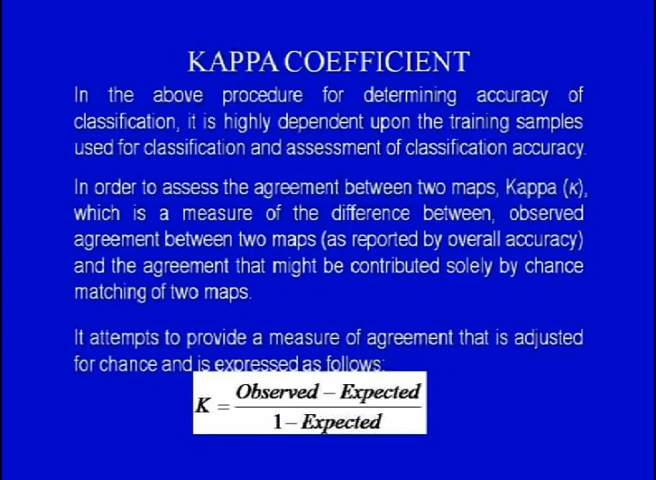 KAPPA COEFFICIENT
In the above procedure for determining accuracy of
classification, it is highly dependent upon the training samples
used for classification and assessment of classification accuracy.
In order to assess the agreement between two maps, Kappa (κ),
which is a measure of the difference between, observed
agreement between two maps (as reported by overall accuracy)
and the agreement that might be contributed solely by chance
matching of two maps.
It attempts to provide a measure of agreement that is adjusted
for chance and is expressed as follows:
K = Observed – Expected
1 – Expected